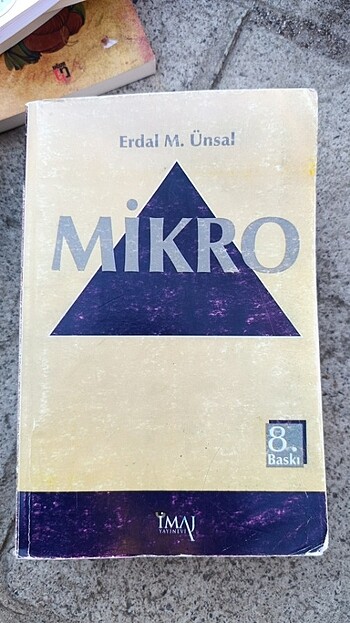 Erdal M. Ünsal
MİKRO
8.
Baskı
İMAJ
YAYINEVİ